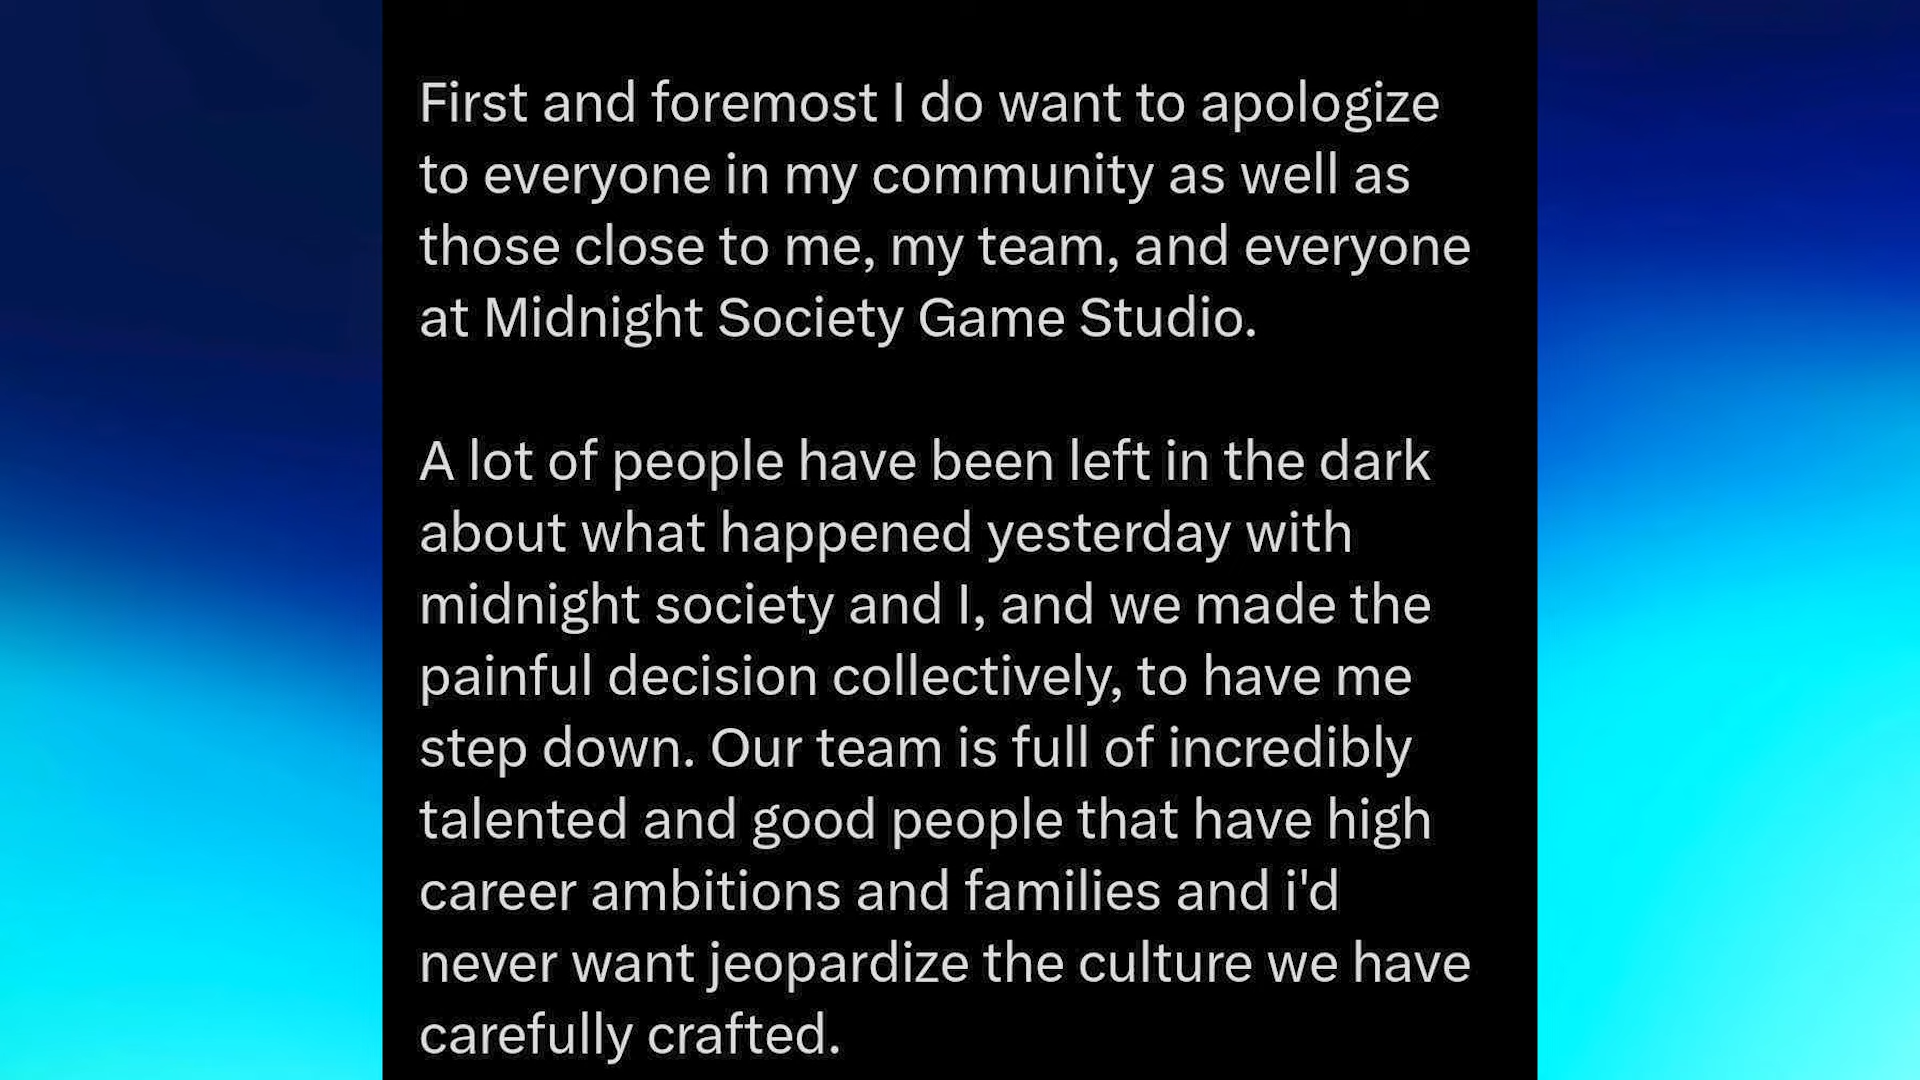 First and foremost I do want to apologize
to everyone in my community as well as
those close to me, my team, and everyone
at Midnight Society Game Studio.
A lot of people have been left in the dark
about what happened yesterday with
midnight society and I, and we made the
painful decision collectively, to have me
step down. Our team is full of incredibly
talented and good people that have high
career ambitions and families and i'd
never want jeopardize the culture we have
carefully crafted.